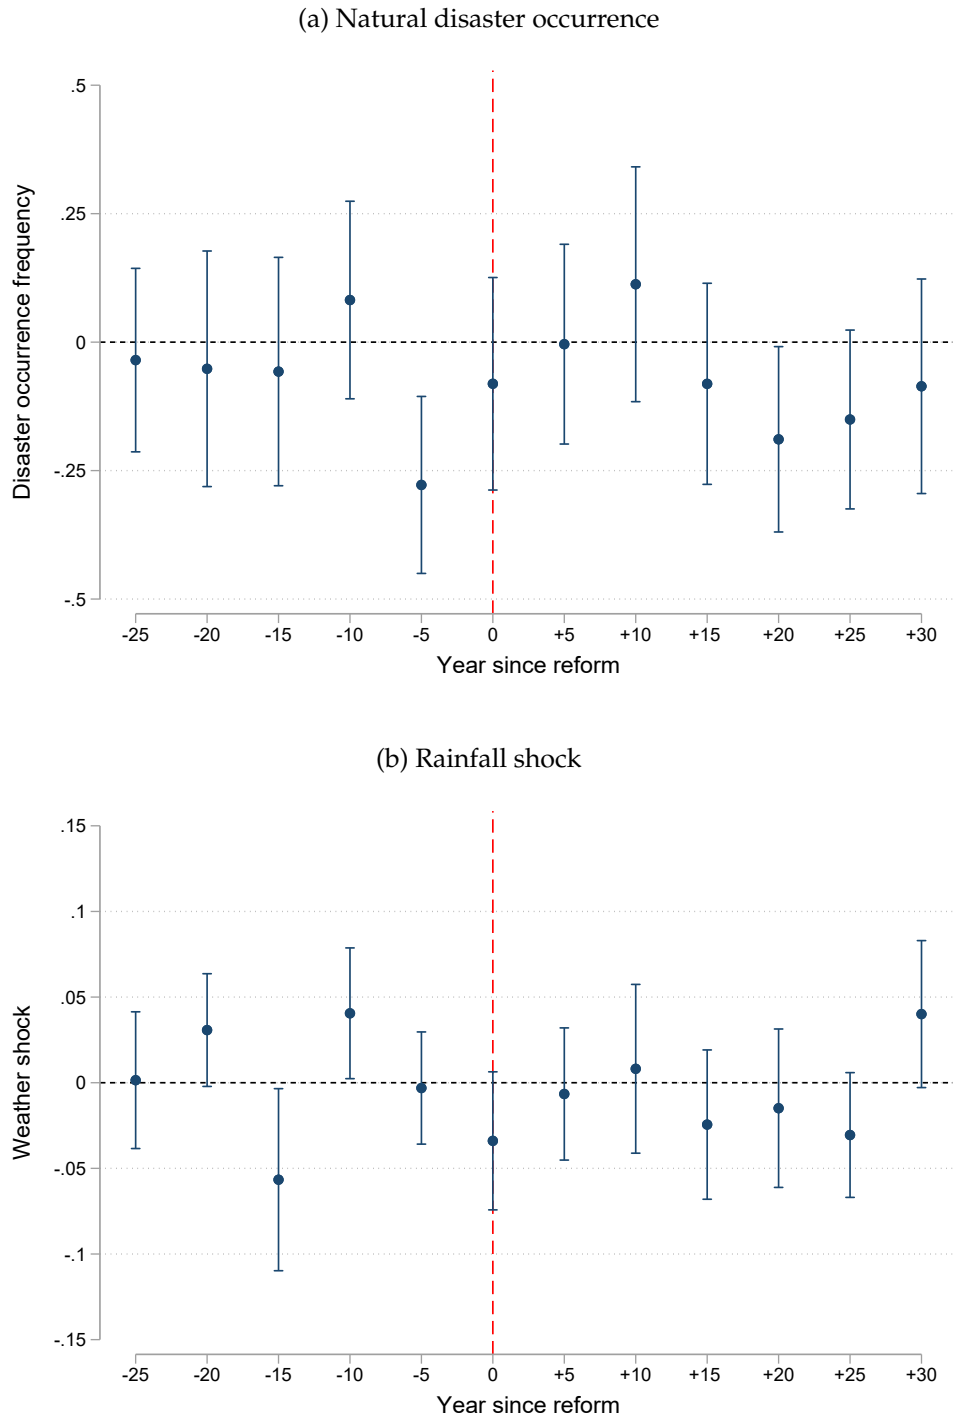 (a) Natural disaster occurrence
Disaster occurrence frequency
.5
.25
0
-.25
-.5
-25 -20 -15 -10 -5 0 +5 +10 +15 +20 +25 +30
Year since reform
(b) Rainfall shock
Weather shock
.15
.1
.05
0
-.05
-.1
-.15
-25 -20 -15 -10 -5 0 +5 +10 +15 +20 +25 +30
Year since reform